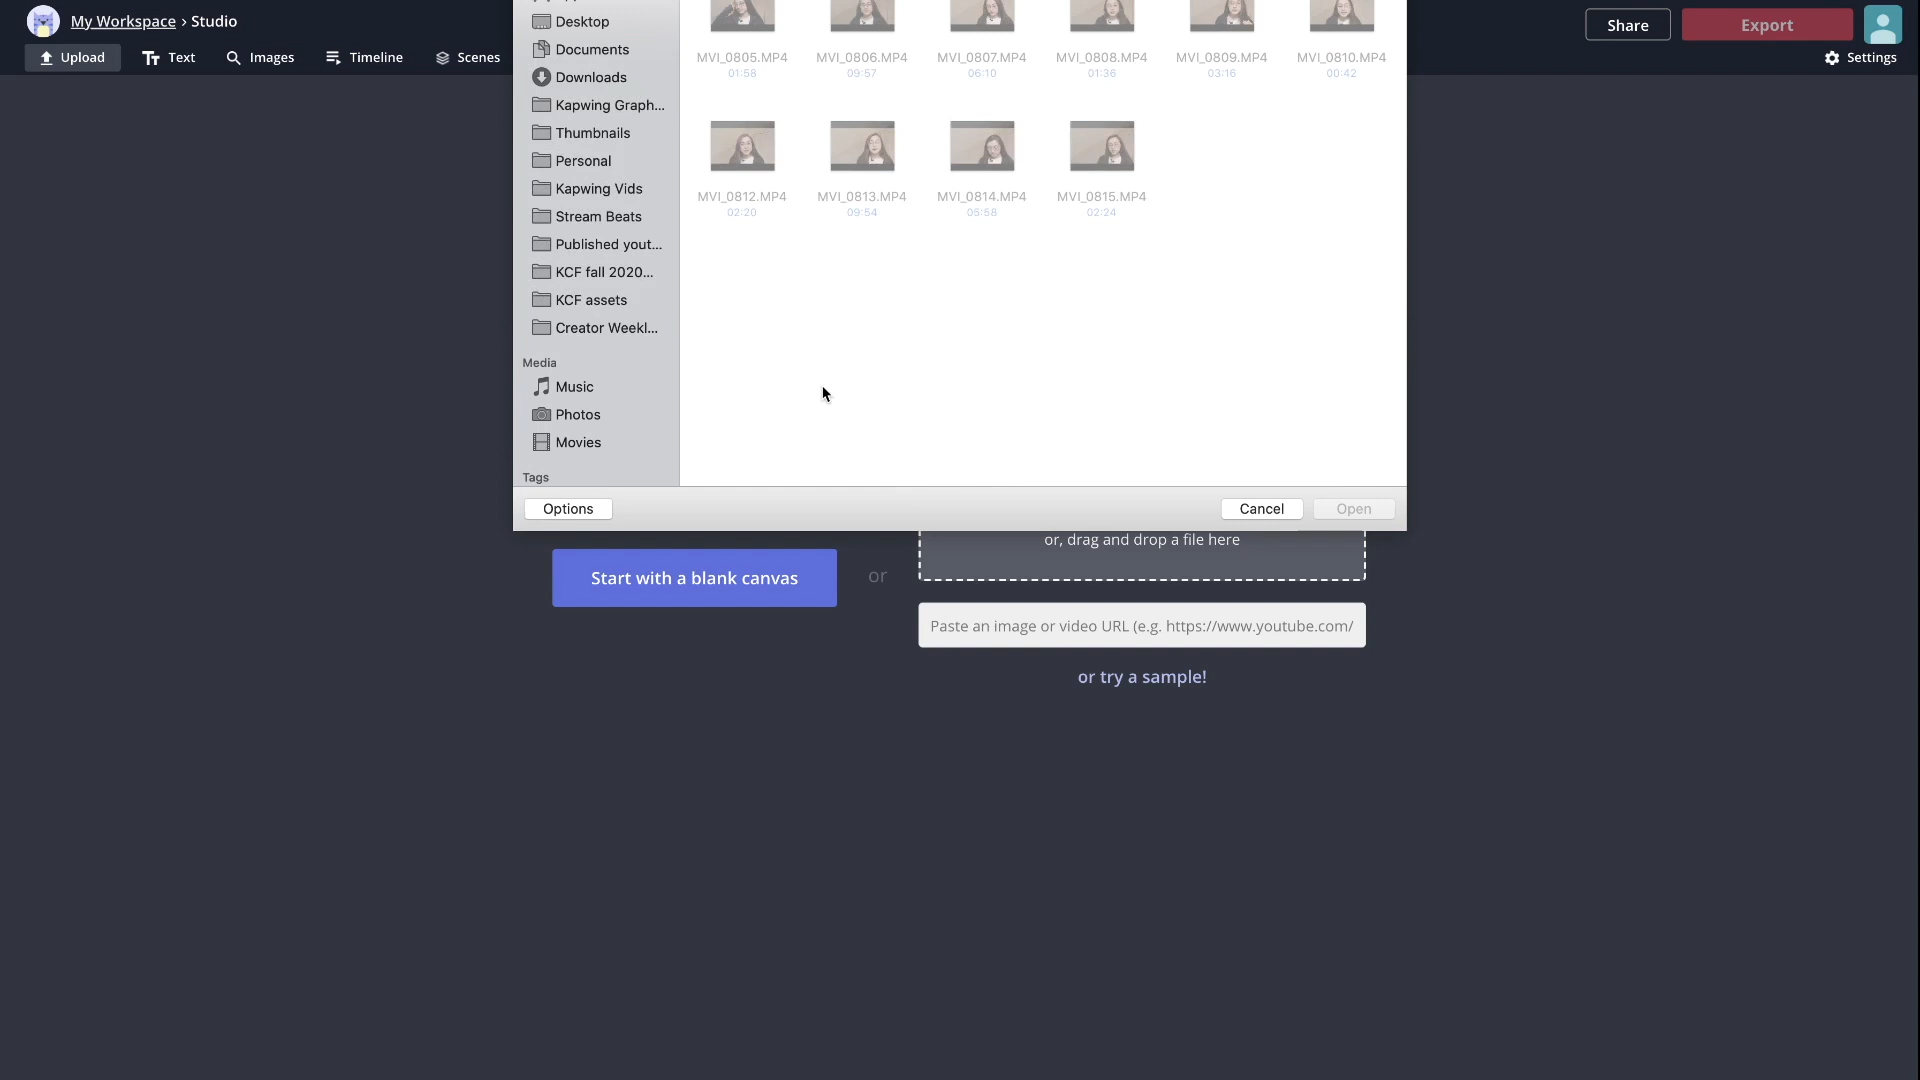 My Workspace › Studio
Share
Export
Upload
Text
Images
Timeline
Scenes
Settings
Desktop
Documents
Downloads
Kapwing Graph...
Thumbnails
Personal
Kapwing Vids
Stream Beats
Published yout...
KCF fall 2020...
KCF assets
Creator Weekl...
Media
Music
Photos
Movies
Tags
MVI_0805.MP4 MVI_0806.MP4 MVI_0807.MP4 MVI_0808.MP4 MVI_0809.MP4 MVI_0810.MP4
01:58 09:57 06:10 01:36 03:16 00:42
MVI_0812.MP4 MVI_0813.MP4 MVI_0814.MP4 MVI_0815.MP4
02:20 09:54 05:58 02:24
Options
Cancel
Open
or, drag and drop a file here
Start with a blank canvas
or
Paste an image or video URL (e.g. https://www.youtube.com/
or try a sample!